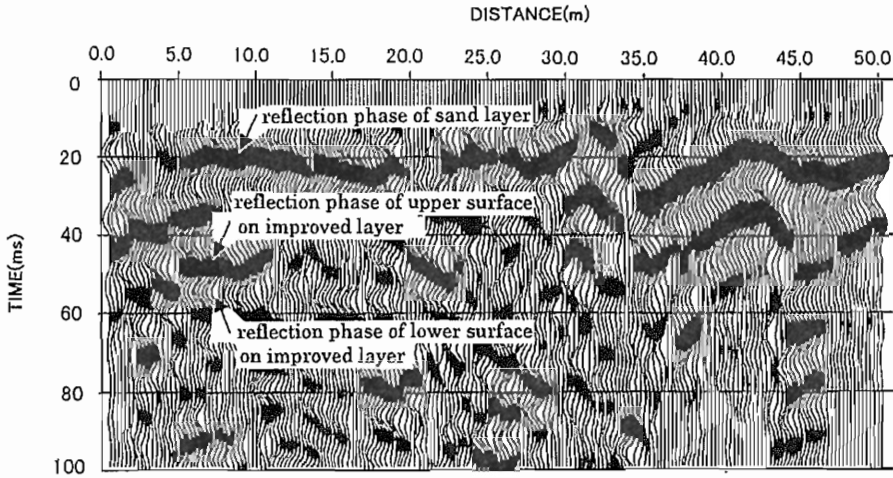 DISTANCE(m)
0.0 5.0 10.0 15.0 20.0 25.0 30.0 35.0 40.0 45.0 50.0
0
reflection phase of sand layer
20
reflection phase of upper surface
on improved layer
40
TIME(ms)
60
reflection phase of lower surface
on improved layer
80
100